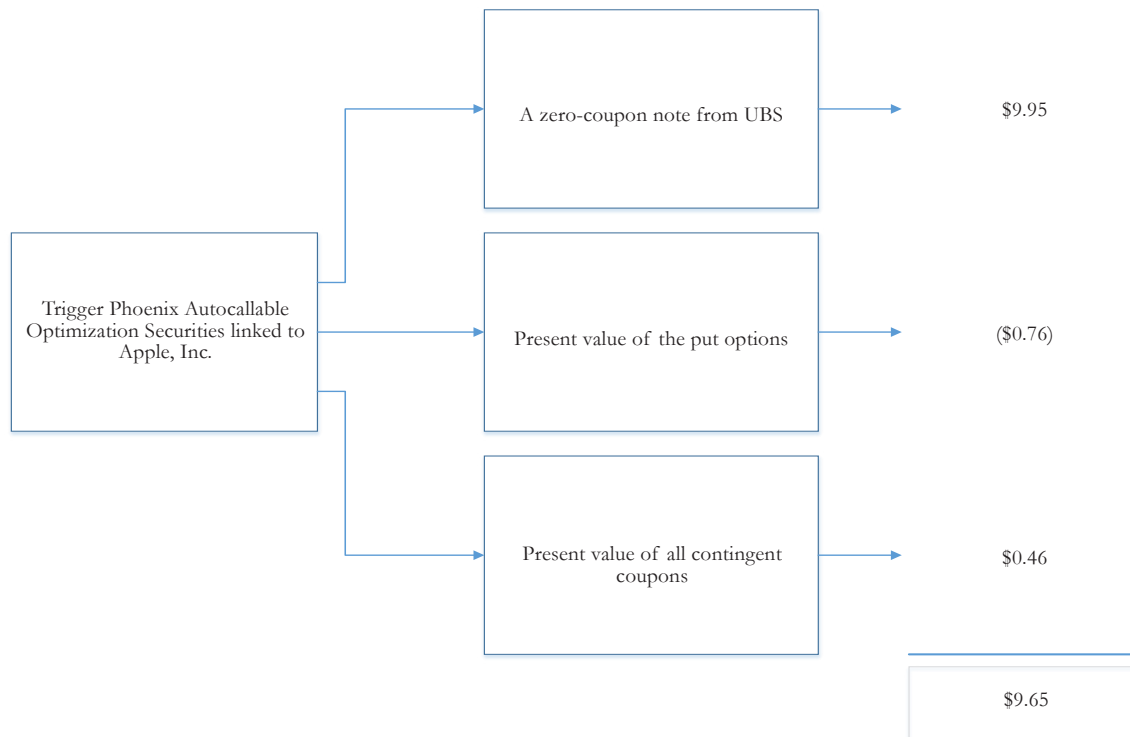 A zero-coupon note from UBS
$9.95
Trigger Phoenix Autocallable
Optimization Securities linked to
Apple, Inc.
Present value of the put options
($0.76)
Present value of all contingent
coupons
$0.46
$9.65